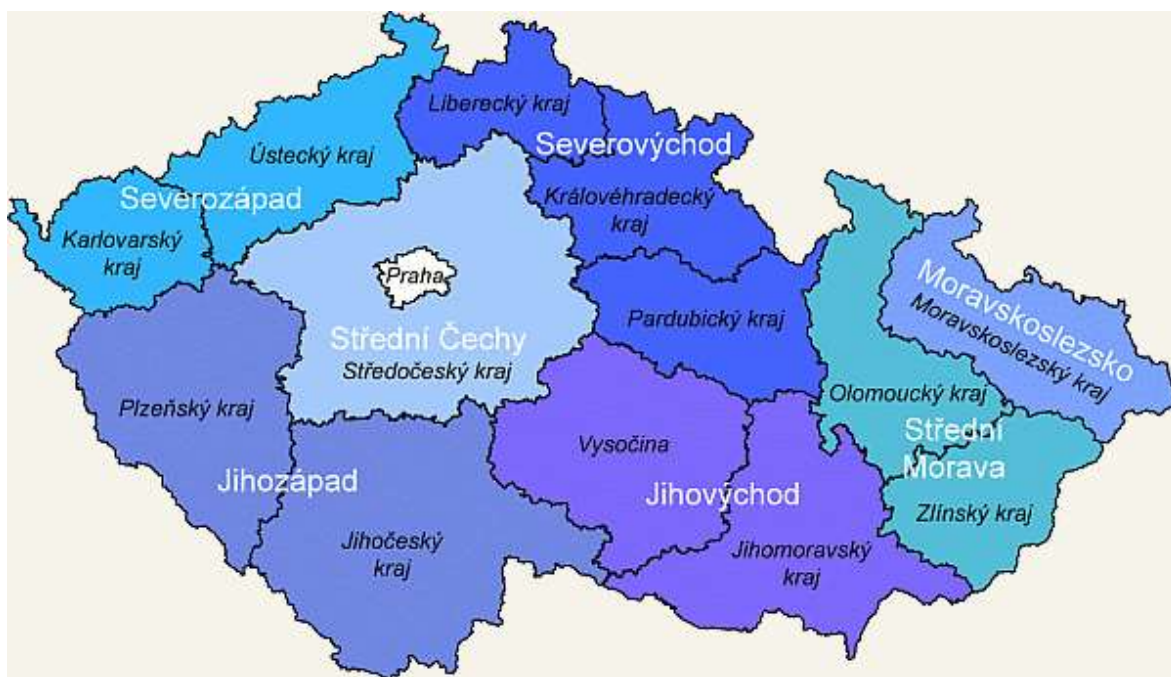 Liberecký kraj
Severovýchod
Ústecký kraj
Severozápad
Královéhradecký
kraj
Karlovarský
kraj
Praha
Moravskoslezsko
Moravskoslezský kraj
Pardubický kraj
Střední Čechy
Středočeský kraj
Olomoucký kraj
Plzeňský kraj
Střední
Morava
Vysočina
Jihozápad
Jihovýchod
Zlínský kraj
Jihočeský
kraj
Jihomoravský
kraj